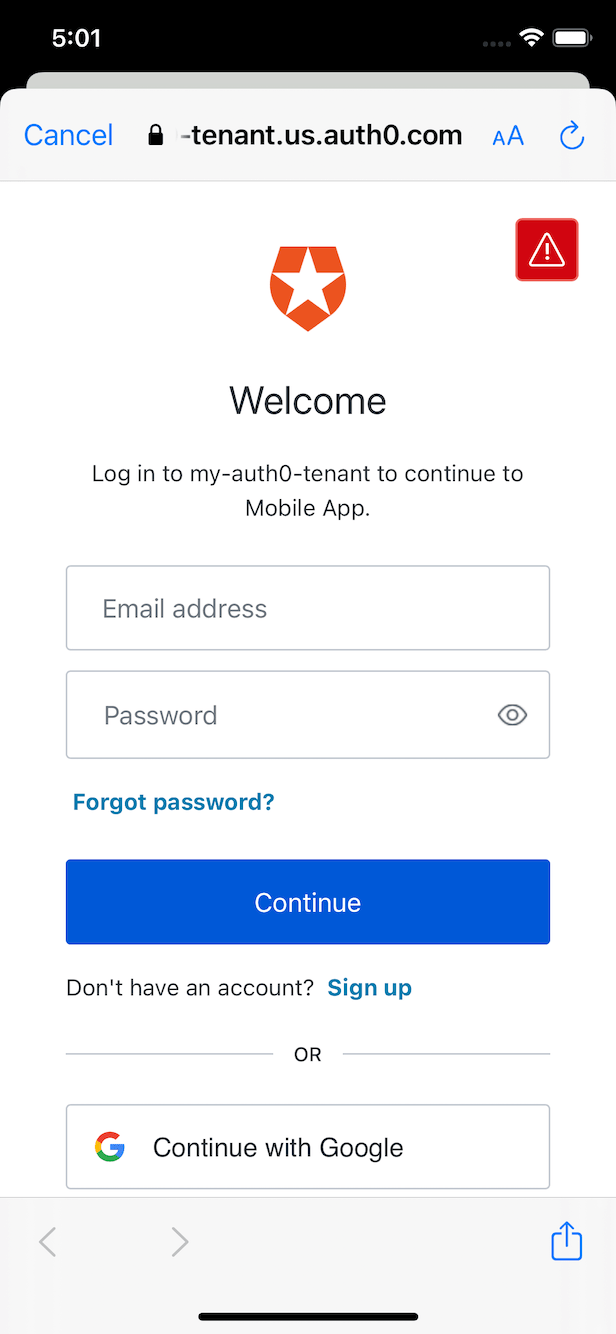 5:01
Cancel
-tenant.us.auth0.com
AA
Welcome
Log in to my-auth0-tenant to continue to
Mobile App.
Email address
Password
Forgot password?
Continue
Don't have an account? Sign up
OR
Continue with Google